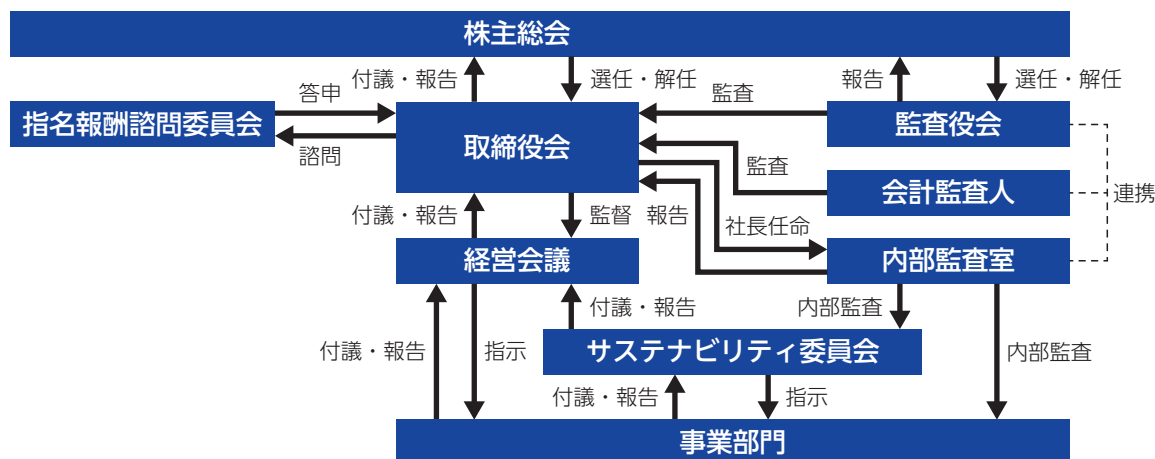 株主総会
付議・報告
選任・解任
報告
選任・解任
答申
監査
指名報酬諮問委員会
取締役会
監査役会
諮問
監査
会計監査人
連携
付議・報告
監督
報告
社長任命
経営会議
内部監査室
付議・報告
内部監査
サステナビリティ委員会
付議・報告
指示
内部監査
付議・報告
指示
事業部門